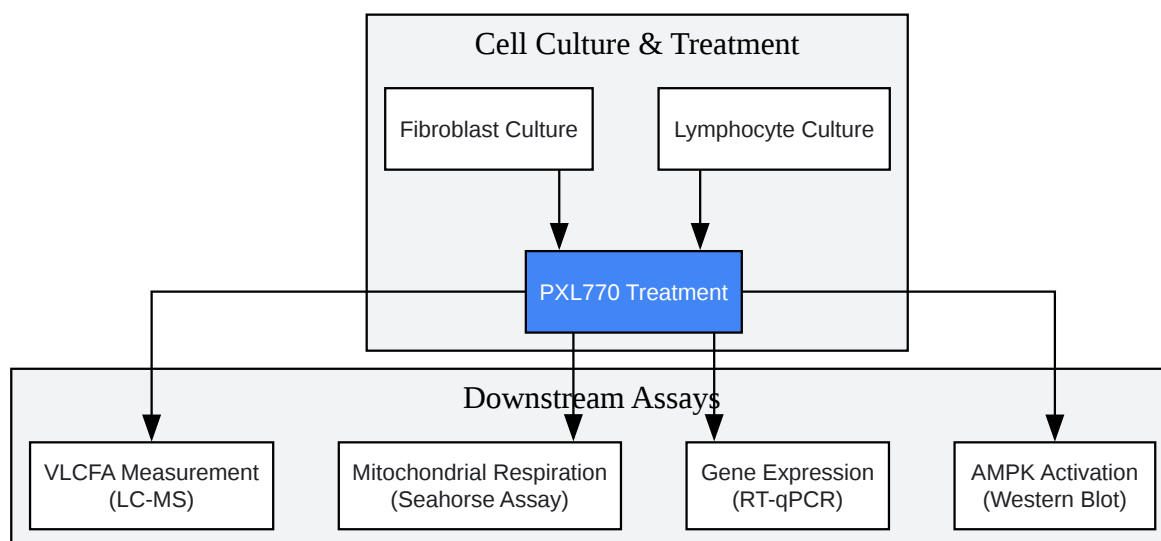 Cell Culture & Treatment
Fibroblast Culture
Lymphocyte Culture
PXL770 Treatment
Downstream Assays
VLCFA Measurement
(LC-MS)
Mitochondrial Respiration
(Seahorse Assay)
Gene Expression
(RT-qPCR)
AMPK Activation
(Western Blot)